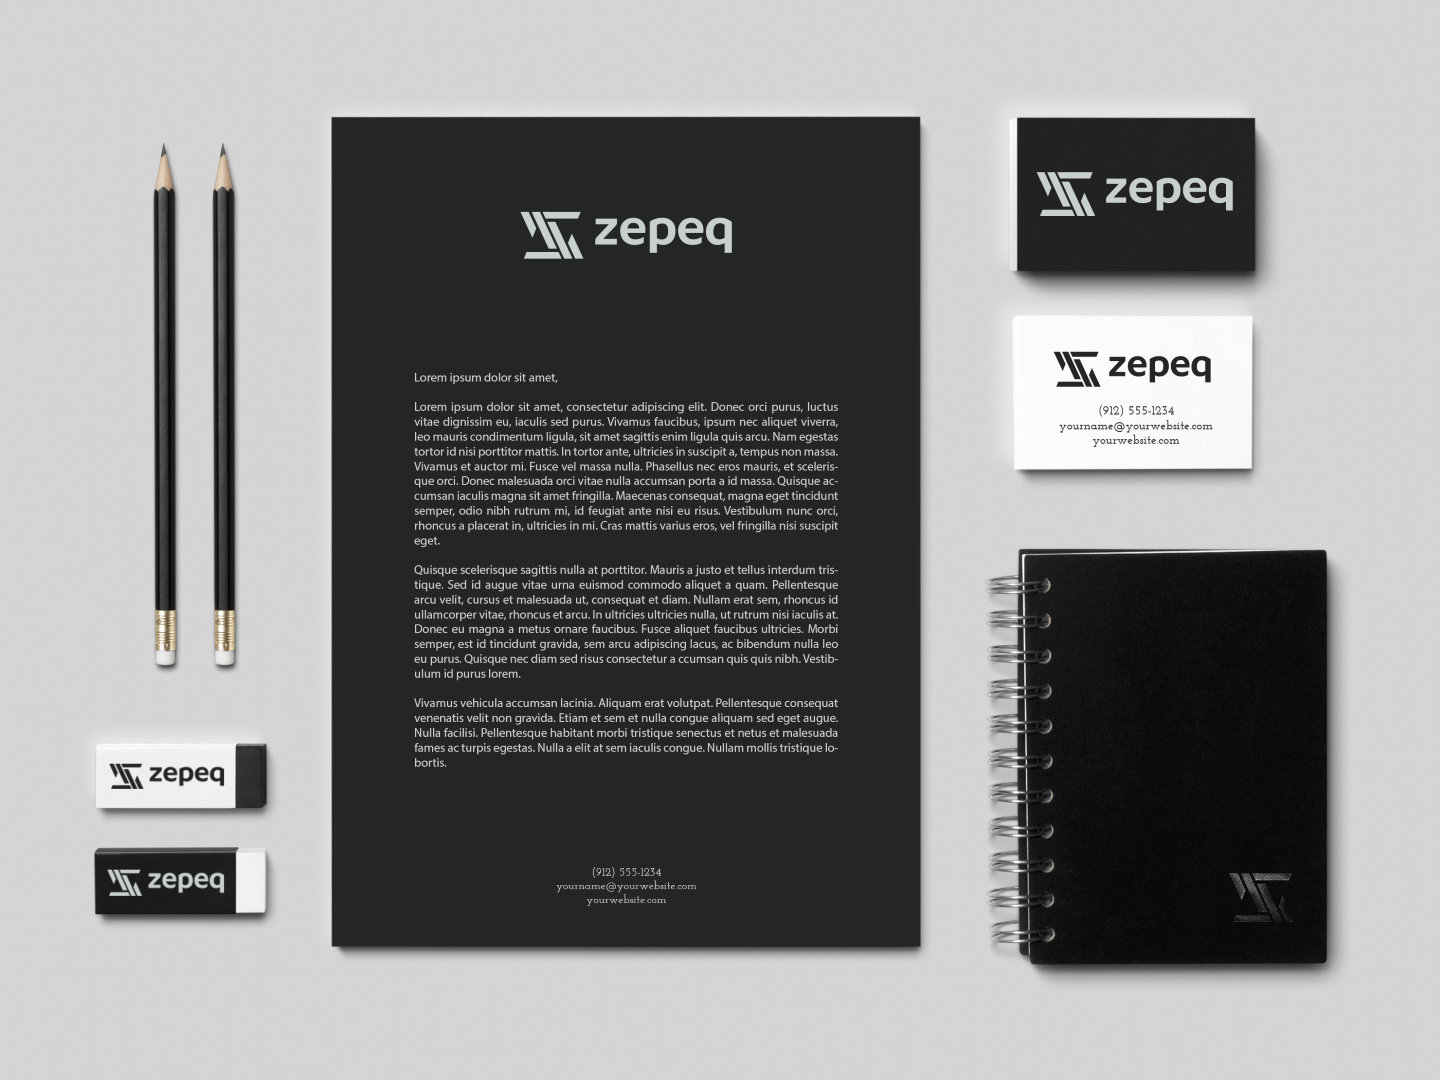 zepeq
Lorem ipsum dolor sit amet,
Lorem ipsum dolor sit amet, consectetur adipiscing elit. Donec orci purus, luctus
vitae dignissim eu, iaculis sed purus. Vivamus faucibus, ipsum nec aliquet viverra,
leo mauris condimentum ligula, sit amet sagittis enim ligula quis arcu. Nam egestas
tortor id nisi porttitor mattis. In tortor ante, ultricies in suscipit a, tempus non massa.
Vivamus et auctor mi. Fusce vel massa nulla. Phasellus nec eros mauris, et sceleris-
que orci. Donec malesuada orci vitae nulla accumsan porta a id massa. Quisque ac-
cumsan iaculis magna sit amet fringilla. Maecenas consequat, magna eget tincidunt
semper, odio nibh rutrum mi, id feugiat ante nisi eu risus. Vestibulum nunc orci,
rhoncus a placerat in, ultricies in mi. Cras mattis varius eros, vel fringilla nisi suscipit
eget.
Quisque scelerisque sagittis nulla at porttitor. Mauris a justo et tellus interdum tris-
tique. Sed id augue vitae urna euismod commodo aliquet a quam. Pellentesque
arcu velit, cursus et malesuada ut, consequat et diam. Nullam erat sem, rhoncus id
ullamcorper vitae, rhoncus et arcu. In ultricies ultricies nulla, ut rutrum nisi iaculis at.
Donec eu magna a metus ornare faucibus. Fusce aliquet faucibus ultricies. Morbi
semper, est id tincidunt gravida, sem arcu adipiscing lacus, ac bibendum nulla leo
eu purus. Quisque nec diam sed risus consectetur a ccumsan quis quis nibh. Vestib-
ulum id purus lorem.
Vivamus vehicula accumsan lacinia. Aliquam erat volutpat. Pellentesque consequat
venenatis velit non gravida. Etiam et sem et nulla congue aliquam sed eget augue.
Nulla facilisi. Pellentesque habitant morbi tristique senectus et netus et malesuada
fames ac turpis egestas. Nulla a elit at sem iaculis congue. Nullam mollis tristique lo-
bortis.
(912) 555-1234
yourname@yourwebsite.com
yourwebsite.com
zepeq
zepeq
(912) 555-1234
yourname@yourwebsite.com
yourwebsite.com
zepeq
zepeq